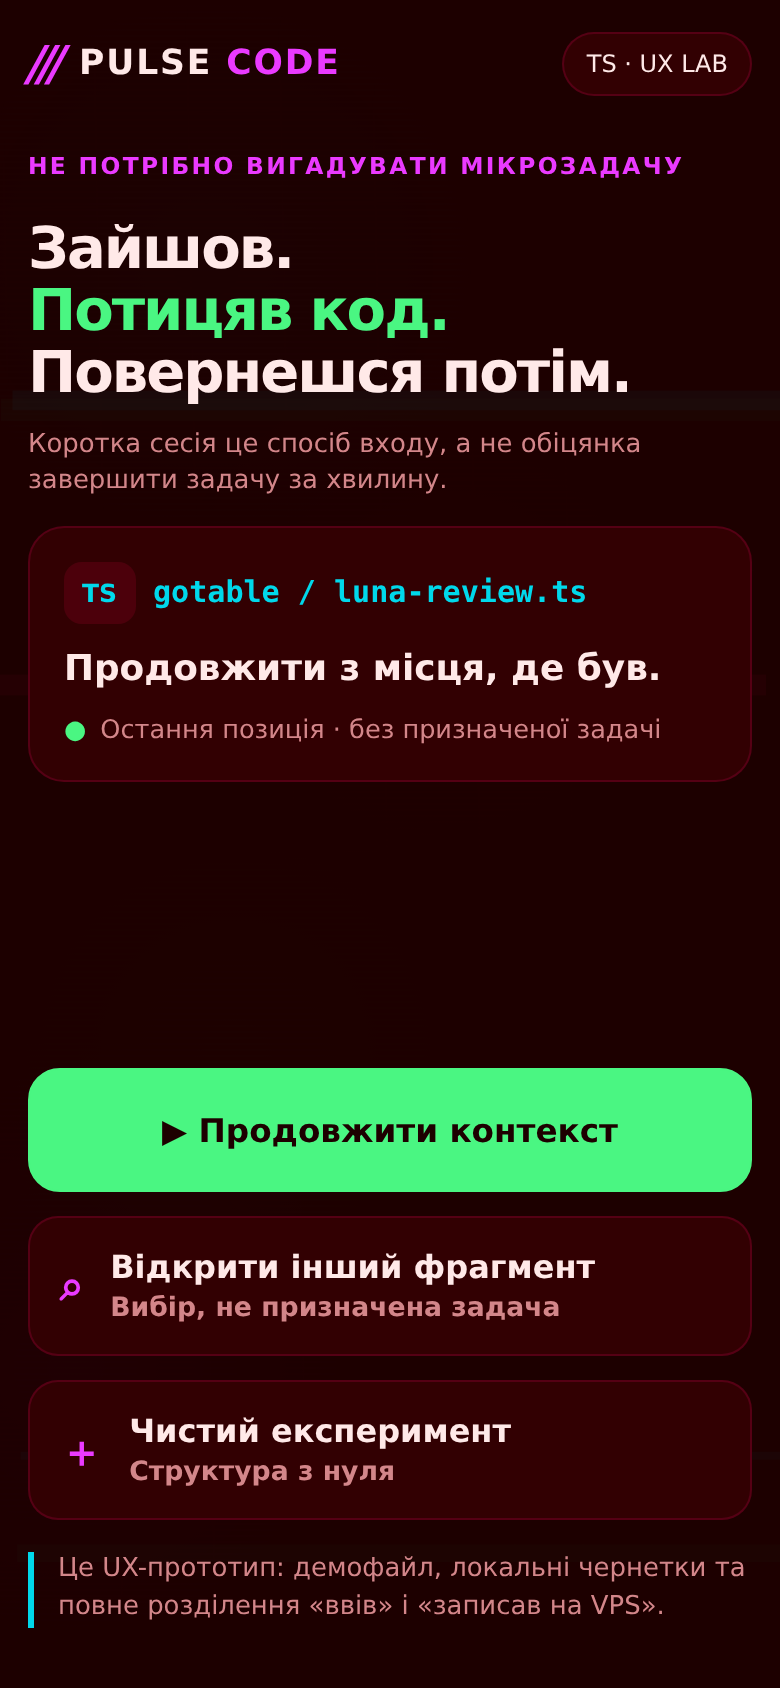 /// PULSE CODE
TS · UX LAB
НЕ ПОТРІБНО ВИГАДУВАТИ МІКРОЗАДАЧУ
Зайшов.
Потицяв код.
Повернешся потім.
Коротка сесія це спосіб входу, а не обіцянка
завершити задачу за хвилину.
TS gotable / luna-review.ts
Продовжити з місця, де був.
● Остання позиція · без призначеної задачі
▶ Продовжити контекст
Відкрити інший фрагмент
Вибір, не призначена задача
+ Чистий експеримент
Структура з нуля
Це UX-прототип: демофайл, локальні чернетки та
повне розділення «ввів» і «записав на VPS».